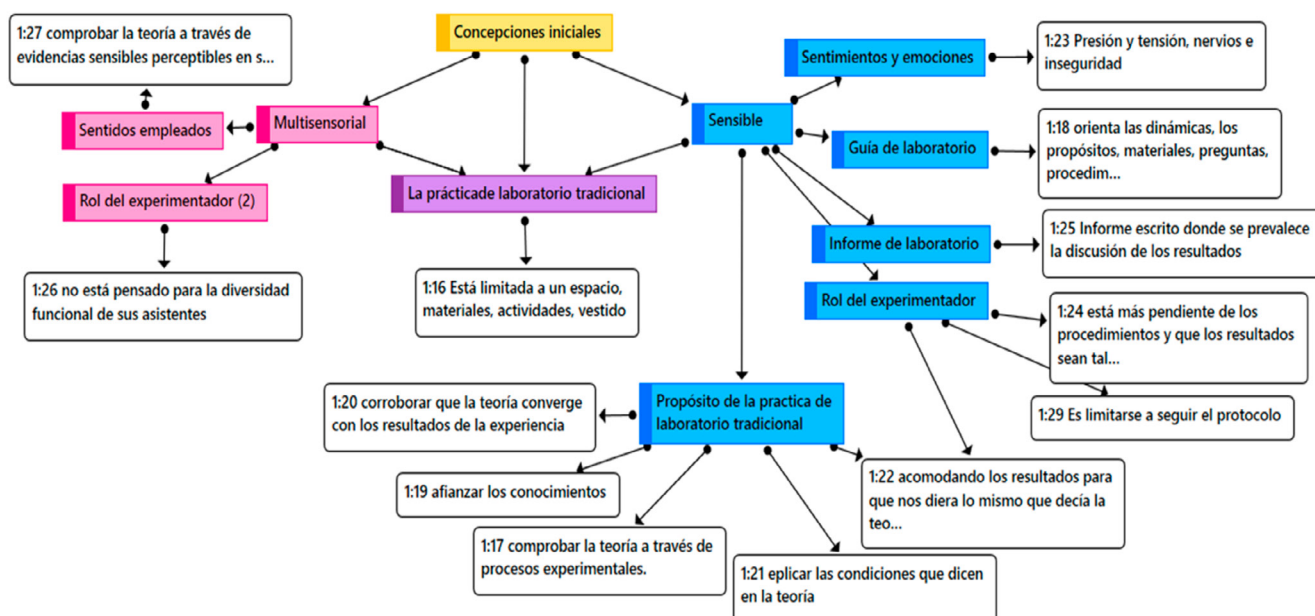 Concepciones iniciales
1:27 comprobar la teoría a través de
evidencias sensibles perceptibles en s...
Sentimientos y emociones
1:23 Presión y tensión, nervios e
inseguridad
Sentidos empleados
Multisensorial
Sensible
Guía de laboratorio
1:18 orienta las dinámicas, los
propósitos, materiales, preguntas,
procedim...
Rol del experimentador (2)
La prácticade laboratorio tradicional
Informe de laboratorio
1:25 Informe escrito donde se prevalece
la discusión de los resultados
1:26 no está pensado para la diversidad
funcional de sus asistentes
1:16 Está limitada a un espacio,
materiales, actividades, vestido
Rol del experimentador
1:24 está más pendiente de los
procedimientos y que los resultados
sean tal...
1:29 Es limitarse a seguir el protocolo
1:20 corroborar que la teoría converge
con los resultados de la experiencia
Propósito de la practica de
laboratorio tradicional
1:19 afianzar los conocimientos
1:22 acomodando los resultados para
que nos diera lo mismo que decía la
teo...
1:17 comprobar la teoría a través de
procesos experimentales.
1:21 eplicar las condiciones que dicen
en la teoría